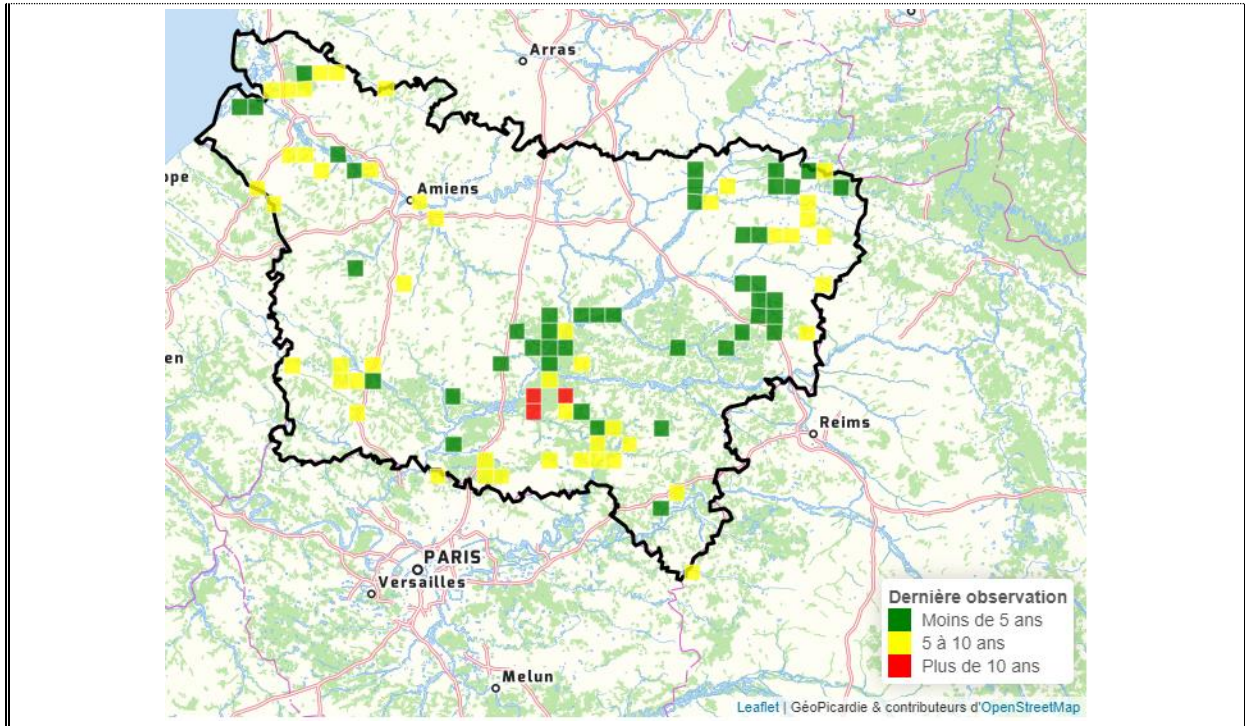 Arras
ope
Amiens
en
Reims
PARIS
Versailles
Melun
Dernière observation
Moins de 5 ans
5 à 10 ans
Plus de 10 ans
Leaflet | GéoPicardie & contributeurs d'OpenStreetMap